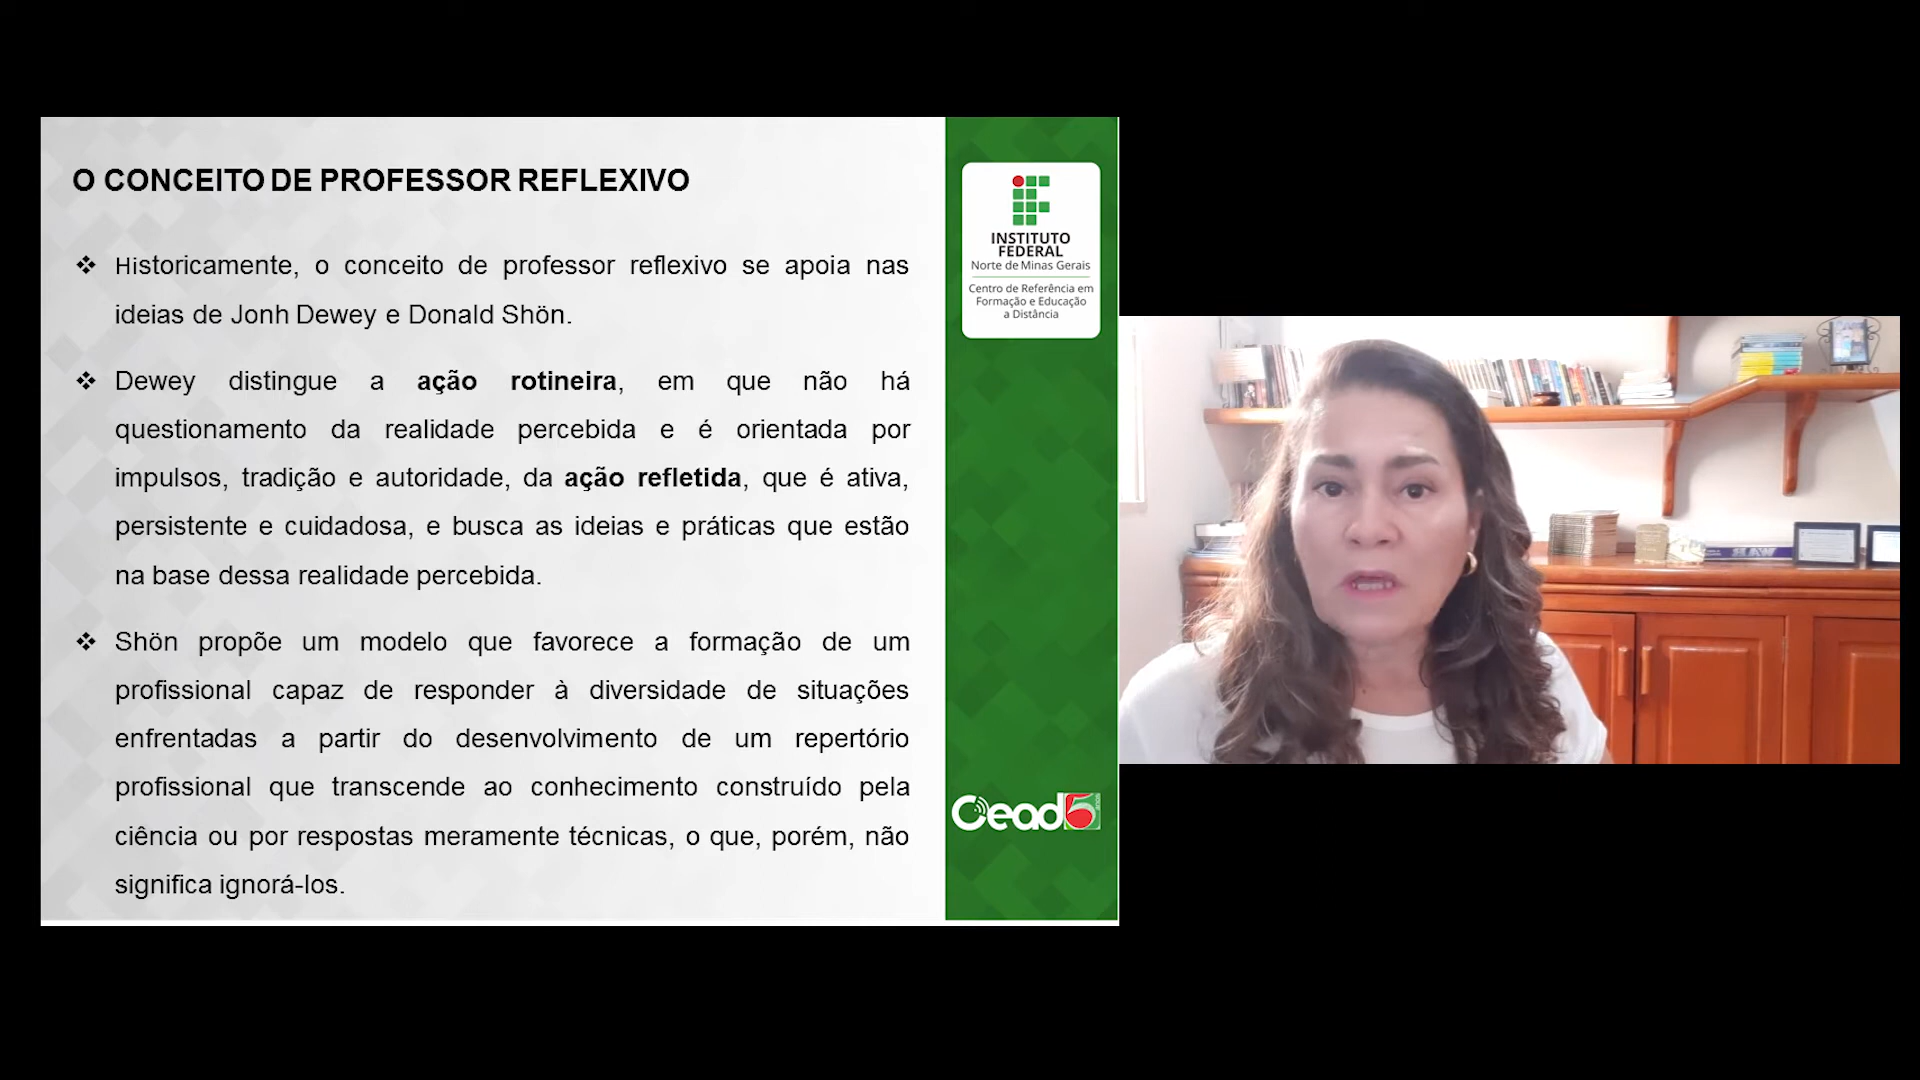 O CONCEITO DE PROFESSOR REFLEXIVO
❖ Historicamente, o conceito de professor reflexivo se apoia nas
ideias de Jonh Dewey e Donald Shön.
❖ Dewey distingue a ação rotineira, em que não há
questionamento da realidade percebida e é orientada por
impulsos, tradição e autoridade, da ação refletida, que é ativa,
persistente e cuidadosa, e busca as ideias e práticas que estão
na base dessa realidade percebida.
❖ Shön propõe um modelo que favorece a formação de um
profissional capaz de responder à diversidade de situações
enfrentadas a partir do desenvolvimento de um repertório
profissional que transcende ao conhecimento construído pela
ciência ou por respostas meramente técnicas, o que, porém, não
significa ignorá-los.
INSTITUTO
FEDERAL
Norte de Minas Gerais
Centro de Referência em
Formação e Educação
a Distância
Cead 5